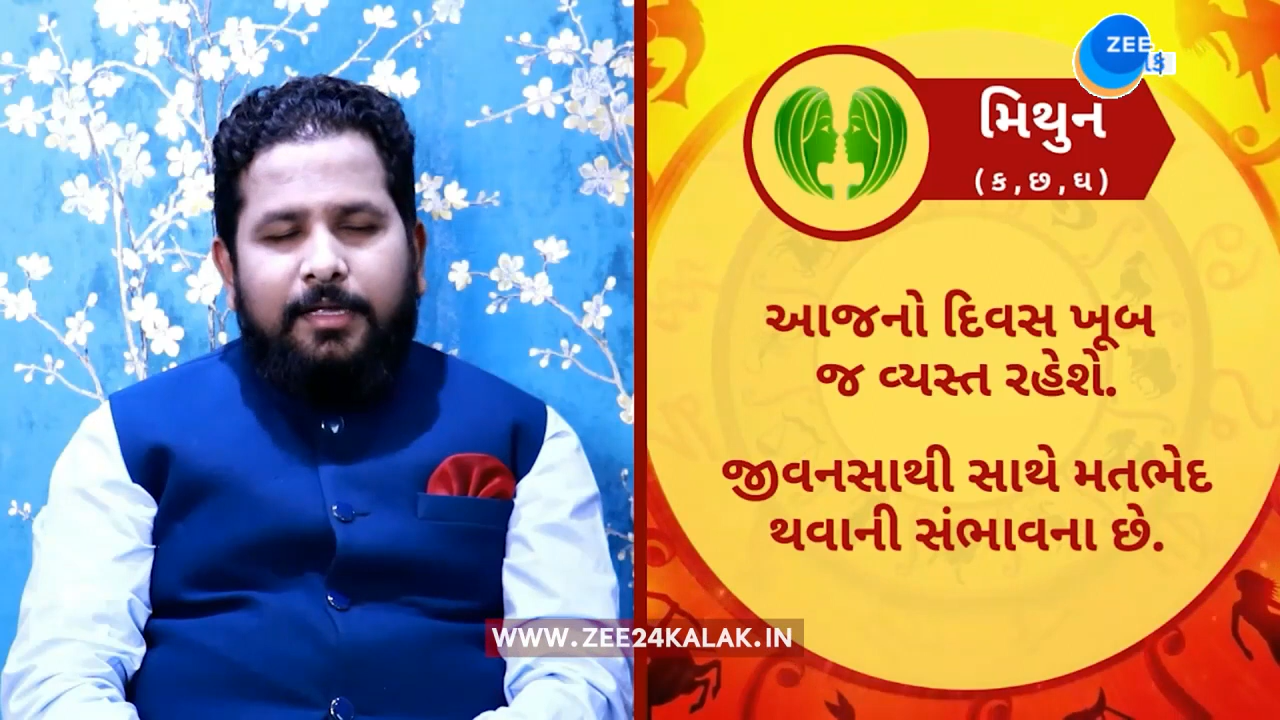 ZEE
મિથુન
(ક,છ,ઘ)
આજનો દિવસ ખૂબ
જ વ્યસ્ત રહેશે.
જીવનસાથી સાથે મતભેદ
થવાની સંભાવના છે.
WWW.ZEE24KALAK.IN